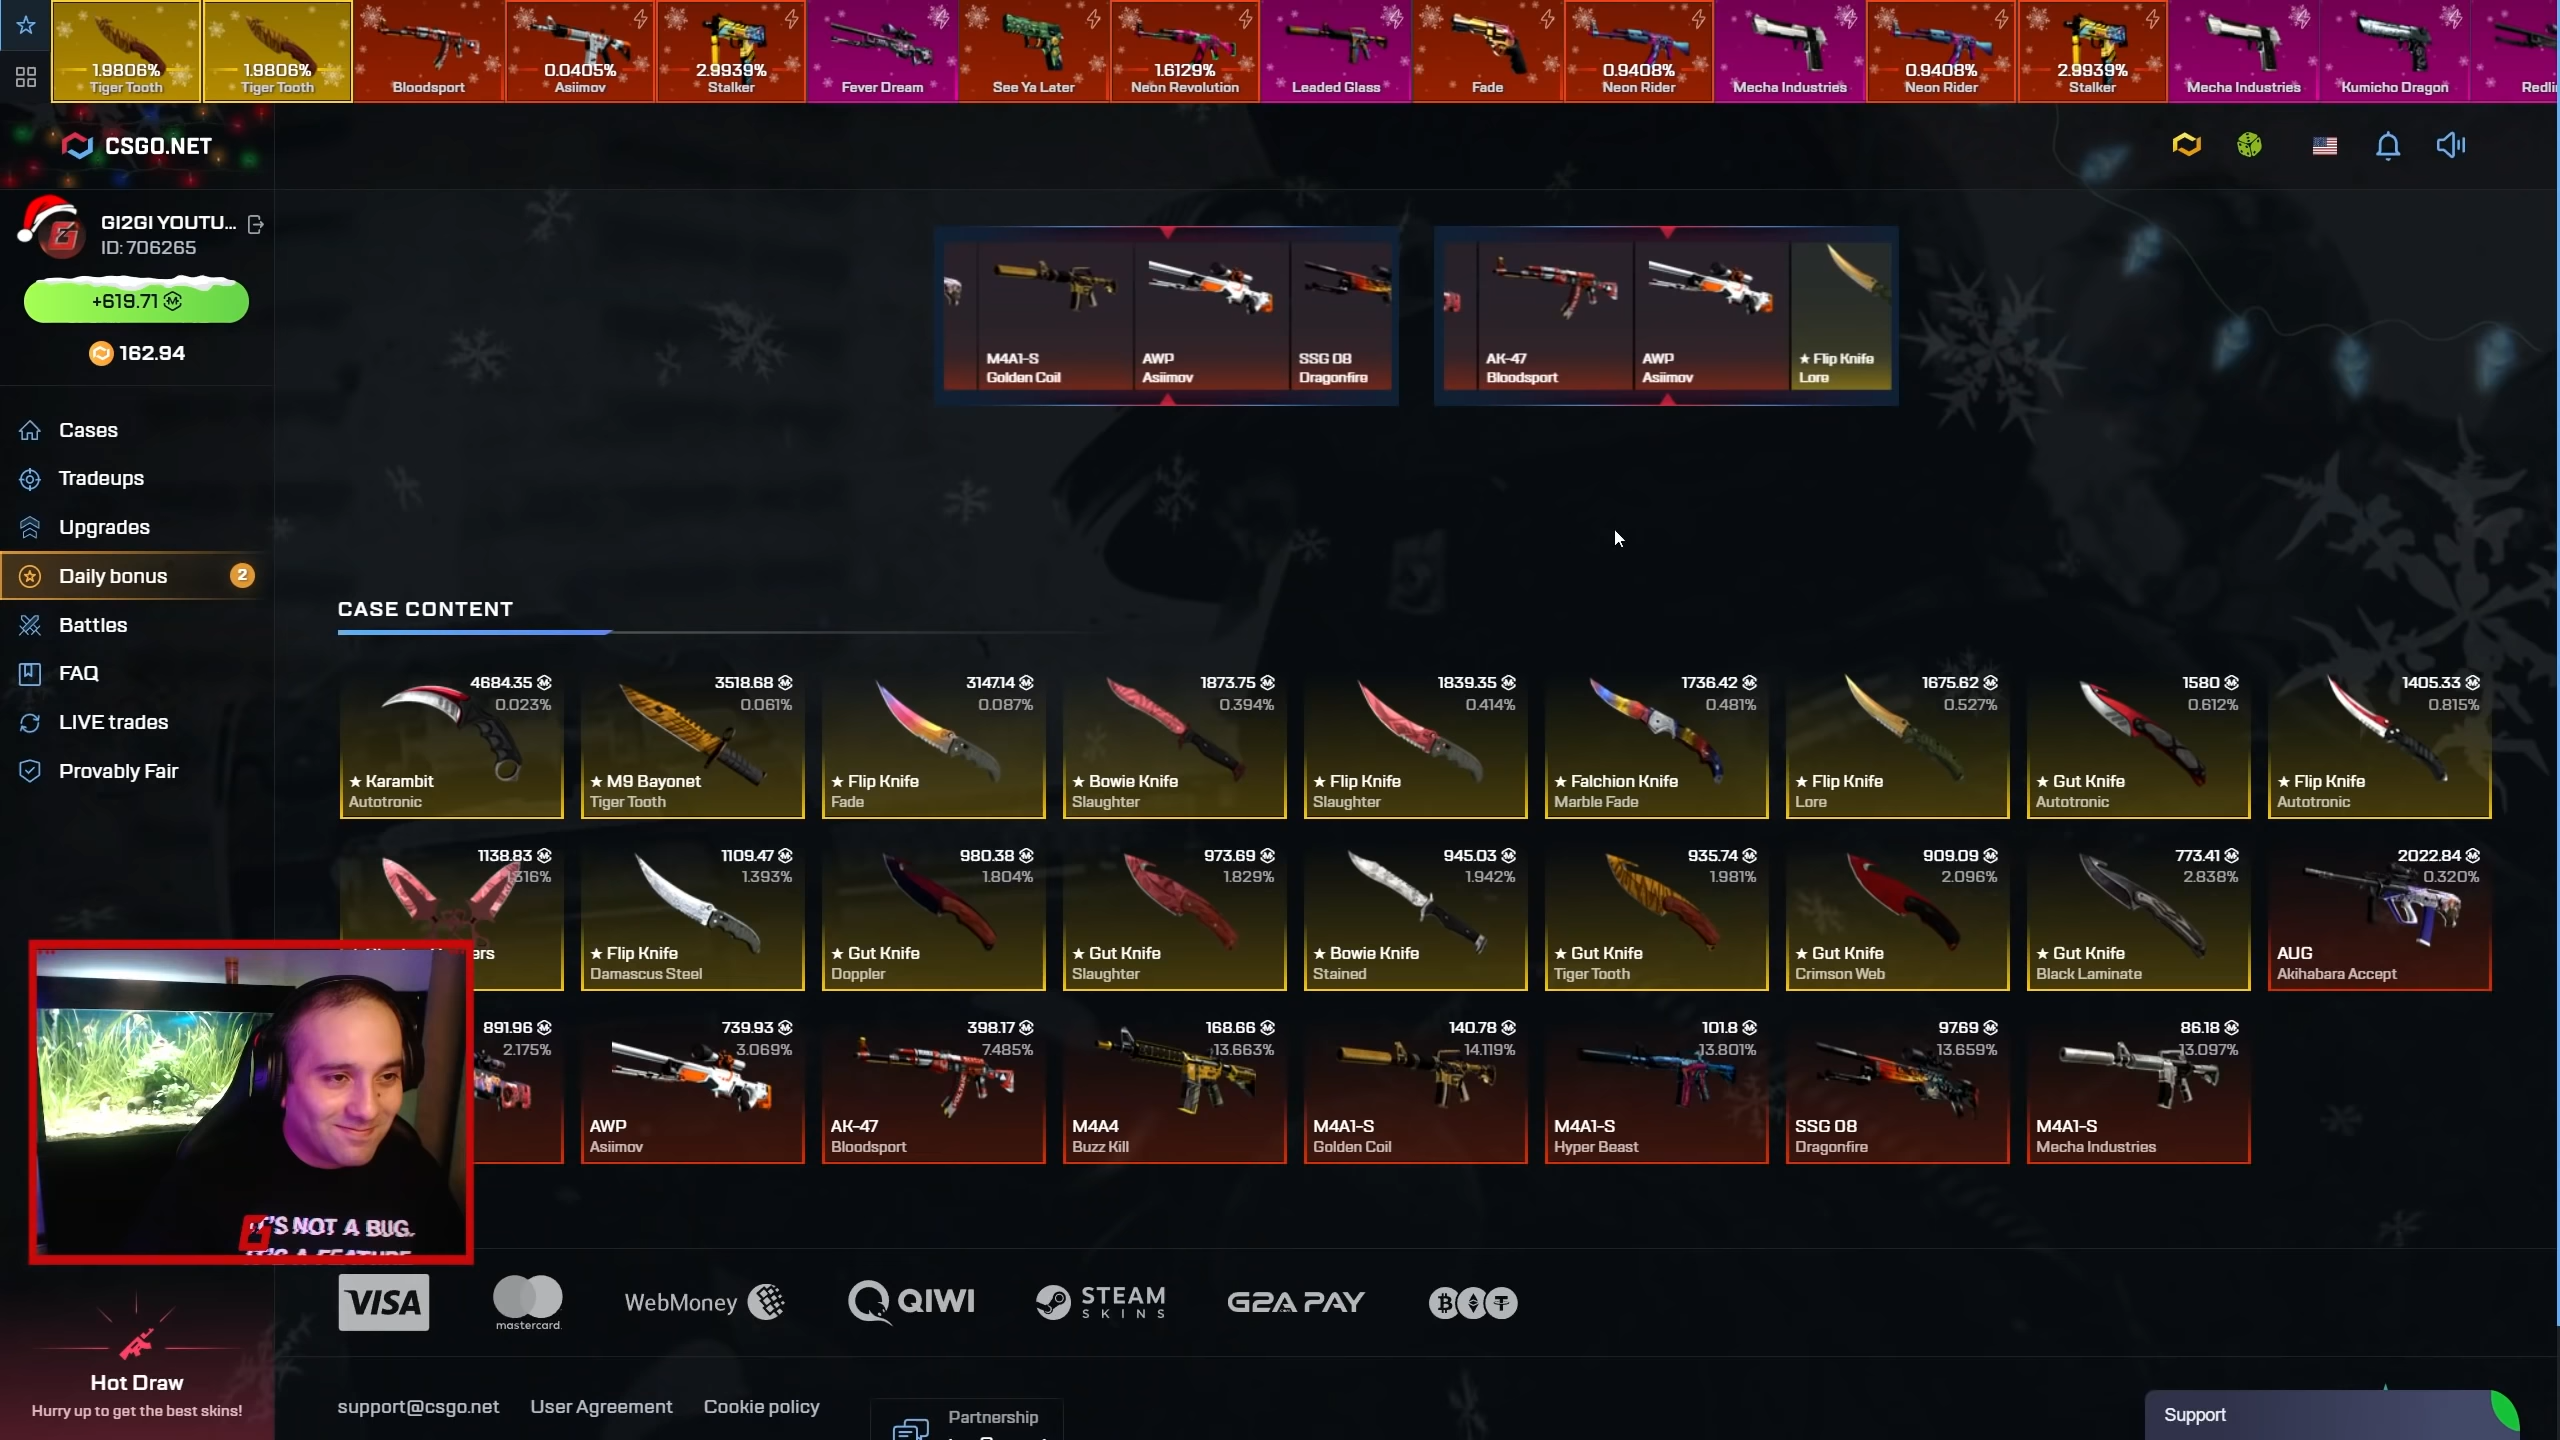 1.9806%
Tiger Tooth
1.9806%
Tiger Tooth
Bloodsport
0.0405%
Asiimov
2.9939%
Stalker
Fever Dream
See Ya Later
1.6129%
Neon Revolution
Leaded Glass
Fade
0.9408%
Neon Rider
Mecha Industries
0.9408%
Neon Rider
2.9939%
Stalker
Mecha Industries
Kumicho Dragon
Redli
CSGO.NET
GI2GI YOUTU...
ID: 706265
+619.71
162.94
Cases
Tradeups
Upgrades
Daily bonus
2
Battles
FAQ
LIVE trades
Provably Fair
M4A1-S
Golden Coil
AWP
Asiimov
SSG 08
Dragonfire
AK-47
Bloodsport
AWP
Asiimov
★ Flip Knife
Lore
CASE CONTENT
4684.35
0.023%
★ Karambit
Autotronic
3518.68
0.061%
★ M9 Bayonet
Tiger Tooth
3147.14
0.087%
★ Flip Knife
Fade
1873.75
0.394%
★ Bowie Knife
Slaughter
1839.35
0.414%
★ Flip Knife
Slaughter
1736.42
0.481%
★ Falchion Knife
Marble Fade
1675.62
0.527%
★ Flip Knife
Lore
1580
0.612%
★ Gut Knife
Autotronic
1405.33
0.815%
★ Flip Knife
Autotronic
1138.83
1.316%
ers
1109.47
1.393%
★ Flip Knife
Damascus Steel
980.38
1.804%
★ Gut Knife
Doppler
973.69
1.829%
★ Gut Knife
Slaughter
945.03
1.942%
★ Bowie Knife
Stained
935.74
1.981%
★ Gut Knife
Tiger Tooth
909.09
2.096%
★ Gut Knife
Crimson Web
773.41
2.838%
★ Gut Knife
Black Laminate
2022.84
0.320%
AUG
Akihabara Accept
891.96
2.175%
739.93
3.069%
AWP
Asiimov
398.17
7.485%
AK-47
Bloodsport
168.66
13.663%
M4A4
Buzz Kill
140.78
14.119%
M4A1-S
Golden Coil
101.8
13.801%
M4A1-S
Hyper Beast
97.69
13.659%
SSG 08
Dragonfire
86.18
13.097%
M4A1-S
Mecha Industries
'S NOT A BUG.
IT'S A FEATURE
VISA
mastercard.
WebMoney
QIWI
STEAM
SKINS
G2A PAY
Hot Draw
Hurry up to get the best skins!
support@csgo.net
User Agreement
Cookie policy
Partnership
Support